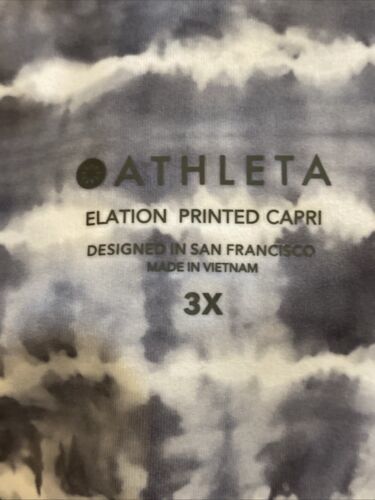 ATHLETA
ELATION PRINTED CAPRI
DESIGNED IN SAN FRANCISCO
MADE IN VIETNAM
3X